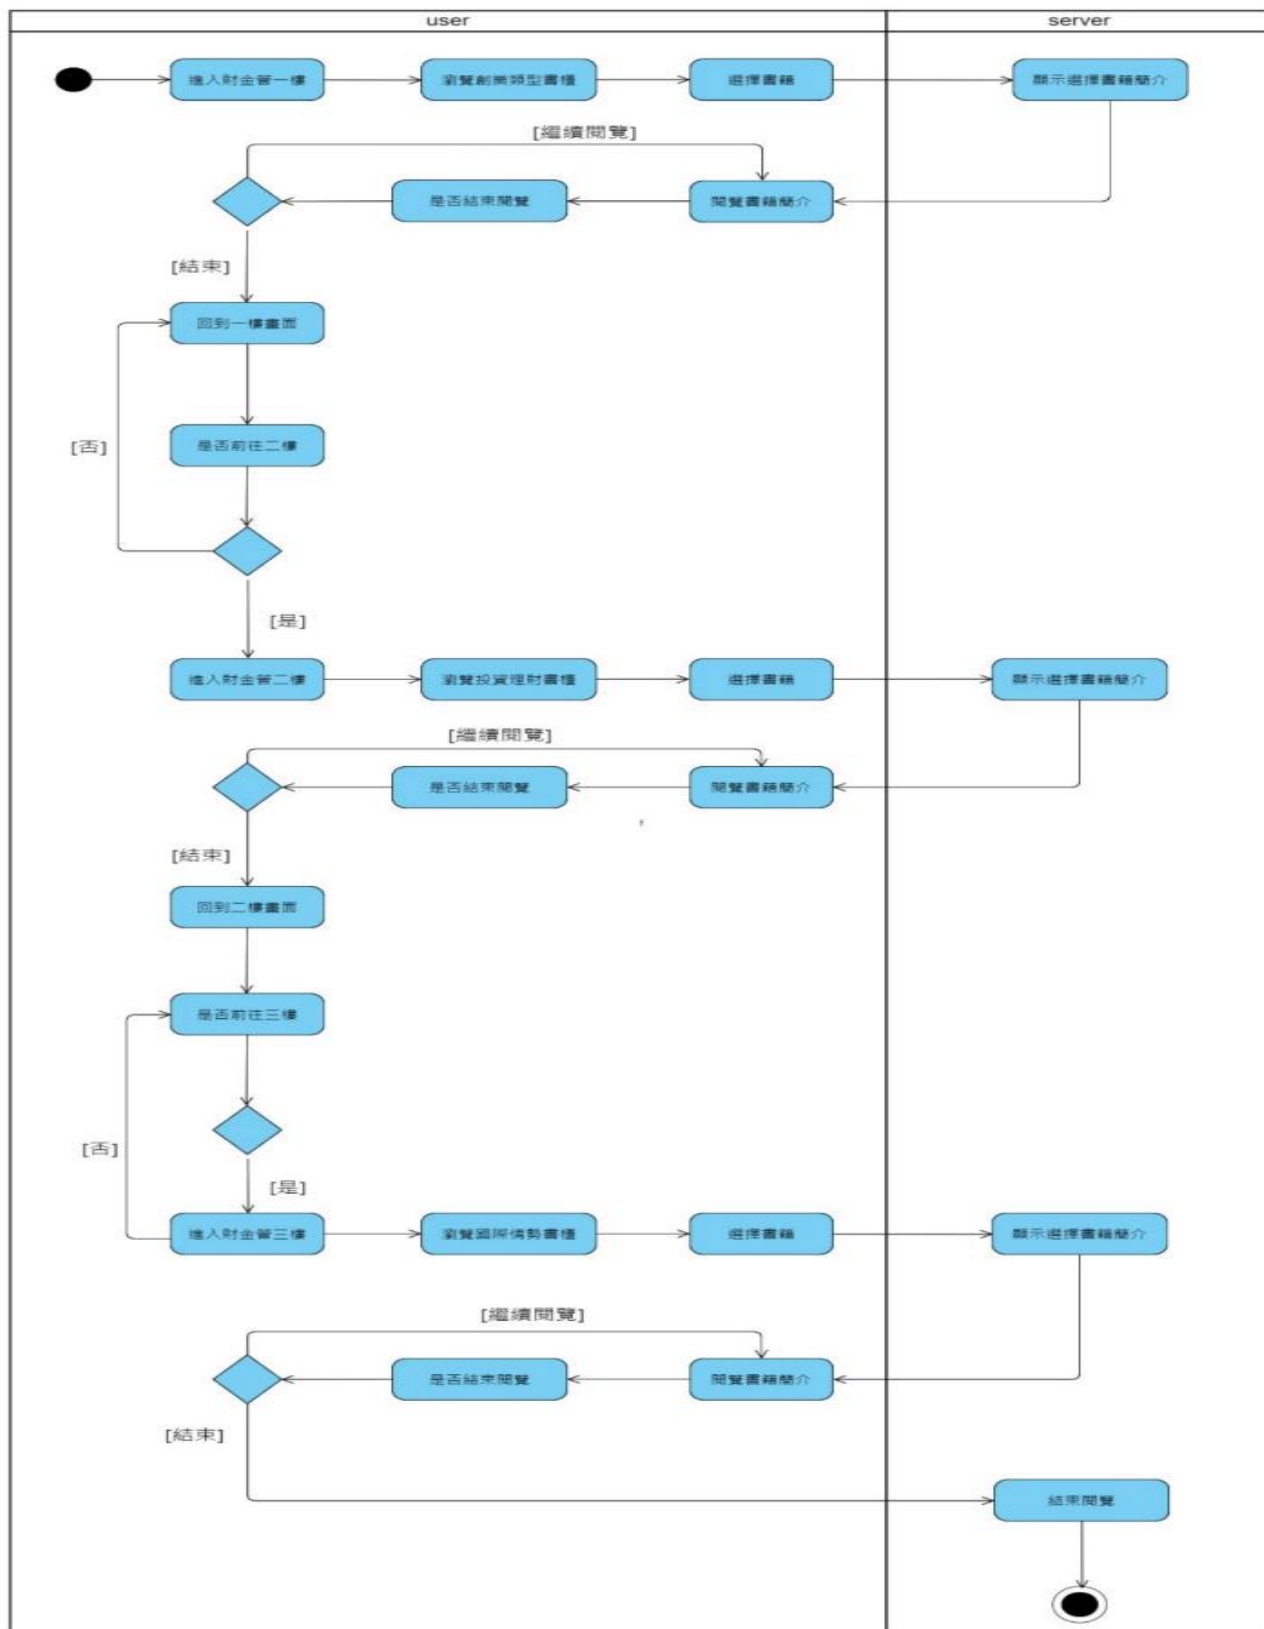 user
server
進入財金管一樓
瀏覽創業類型書櫃
選擇書籍
顯示選擇書籍簡介
[繼續閱覽]
是否結束閱覽
閱覽書籍簡介
[結束]
回到一樓畫面
[否]
是否前往二樓
[是]
進入財金管二樓
瀏覽投資理財書櫃
選擇書籍
顯示選擇書籍簡介
[繼續閱覽]
是否結束閱覽
閱覽書籍簡介
f
[結束]
回到二樓畫面
是否前往三樓
[否]
[是]
進入財金管三樓
瀏覽國際情勢書櫃
選擇書籍
顯示選擇書籍簡介
[繼續閱覽]
是否結束閱覽
閱覽書籍簡介
[結束]
結束閱覽